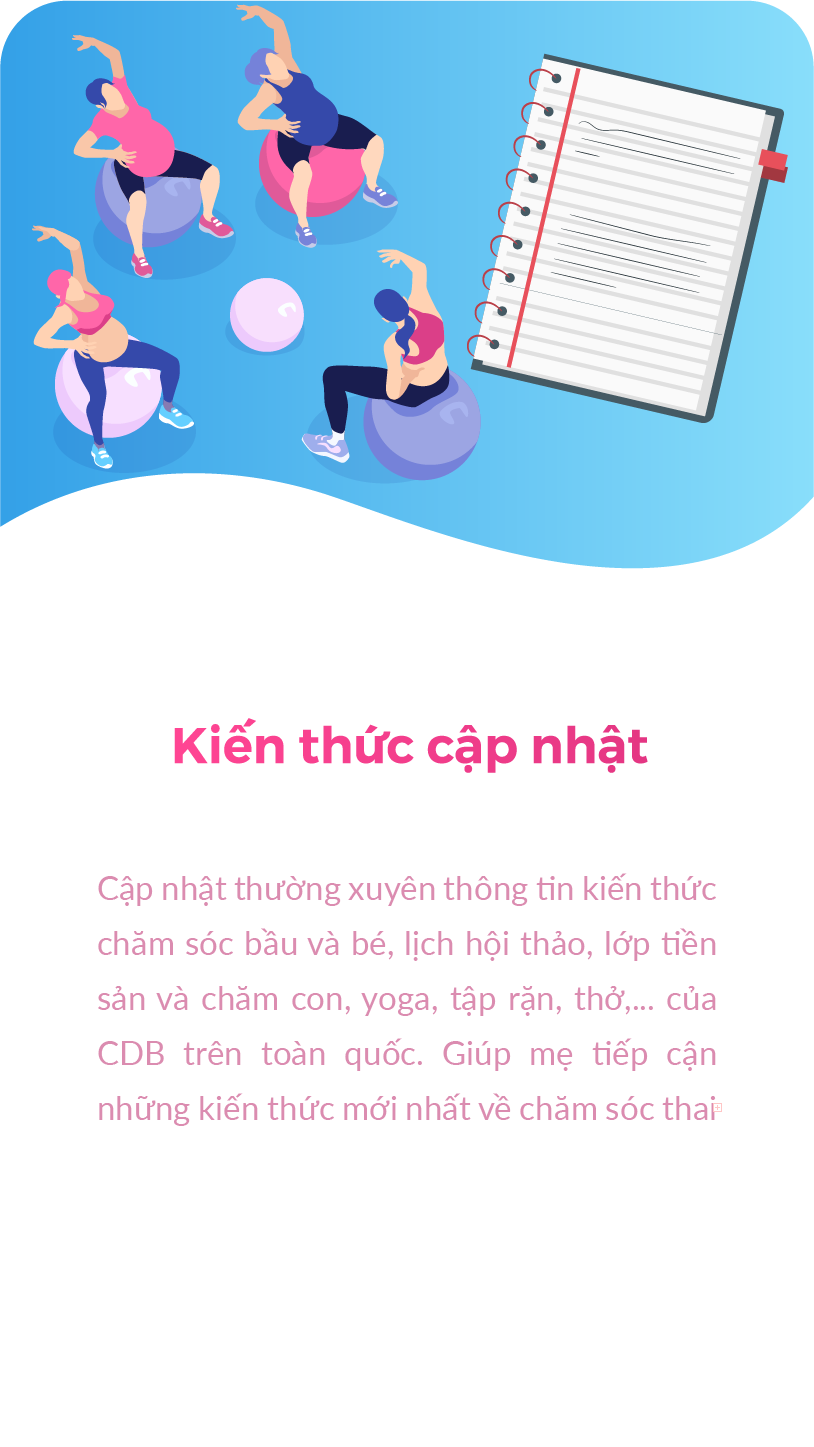 Kiến thức cập nhật
Cập nhật thường xuyên thông tin kiến thức
chăm sóc bầu và bé, lịch hội thảo, lớp tiền
sản và chăm con, yoga, tập rặn, thở,... của
CDB trên toàn quốc. Giúp mẹ tiếp cận
những kiến thức mới nhất về chăm sóc thai